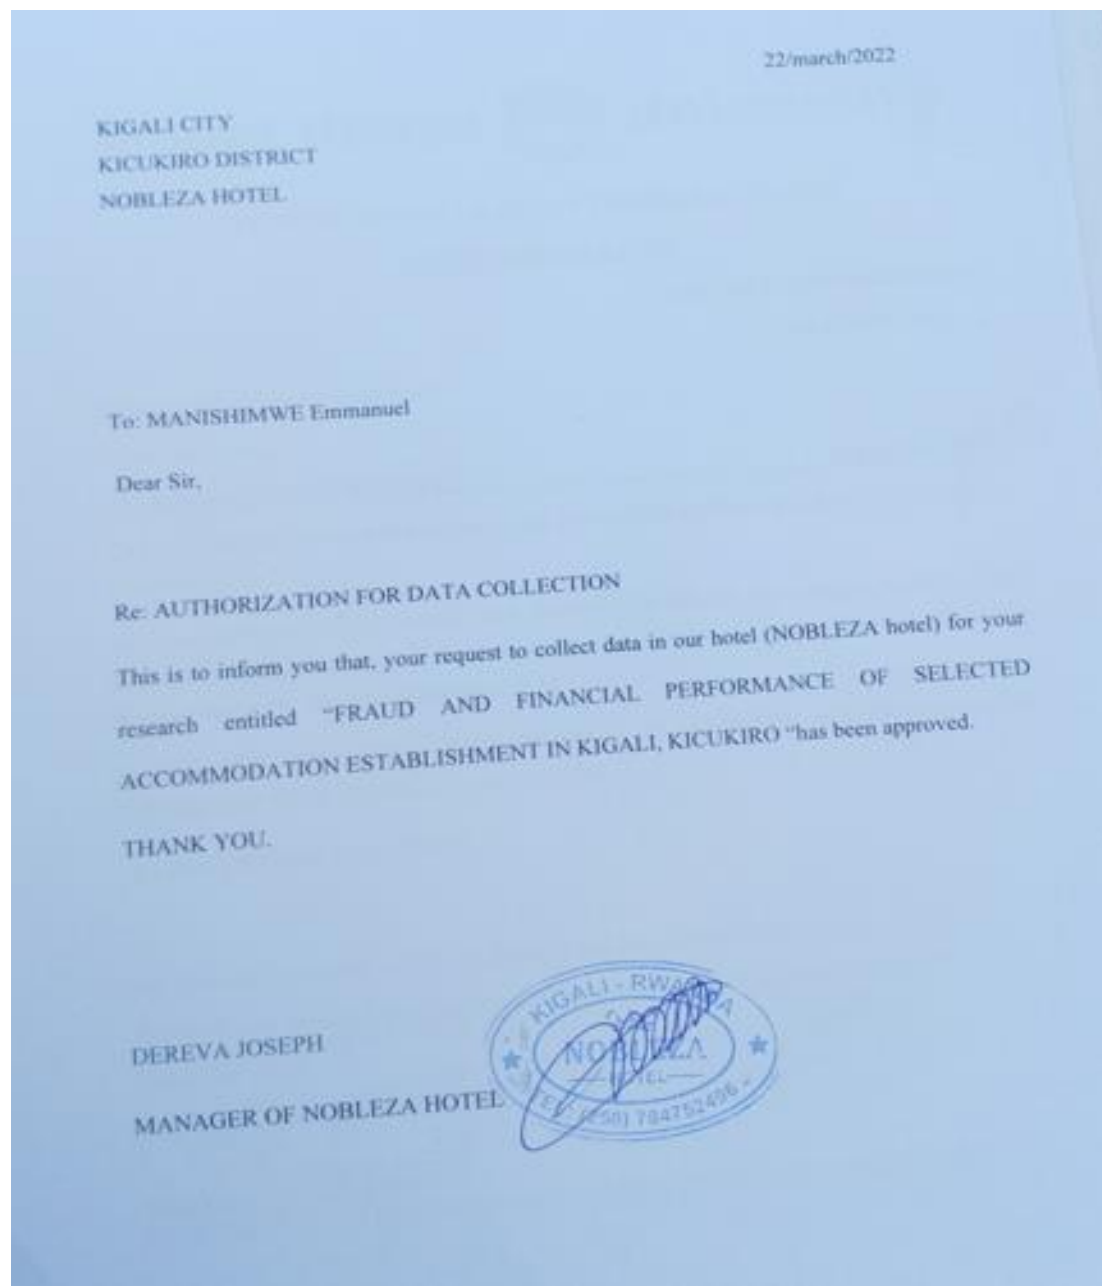 22/march/2022
KIGALI CITY
KICUKIRO DISTRICT
NOBLEZA HOTEL
To: MANISHIMWE Emmanuel
Dear Sir,
Re: AUTHORIZATION FOR DATA COLLECTION
This is to inform you that, your request to collect data in our hotel (NOBLEZA hotel) for your
research entitled “FRAUD AND FINANCIAL PERFORMANCE OF SELECTED
ACCOMMODATION ESTABLISHMENT IN KIGALI, KICUKIRO “has been approved.
THANK YOU.
DEREVA JOSEPH
MANAGER OF NOBLEZA HOTEL
KIGALI - RWANDA
NOBLEZA
HOTEL